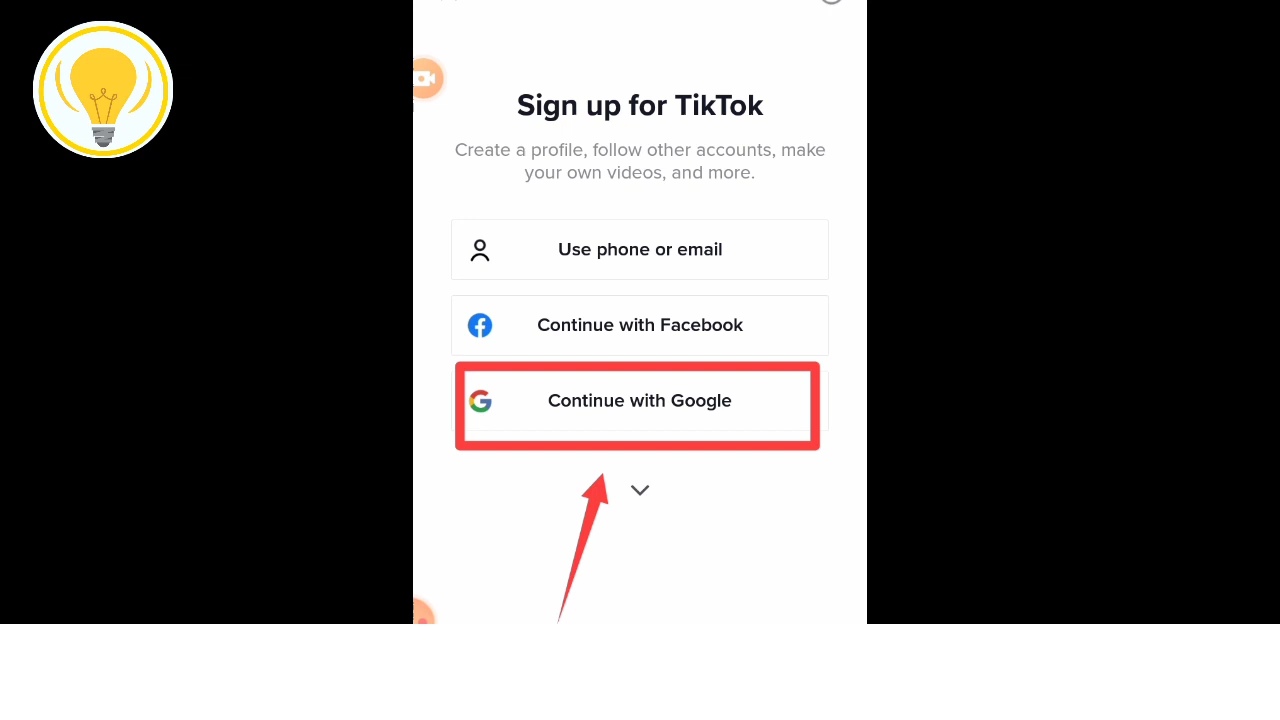 Sign up for TikTok
Create a profile, follow other accounts, make
your own videos, and more.
Use phone or email
Continue with Facebook
Continue with Google